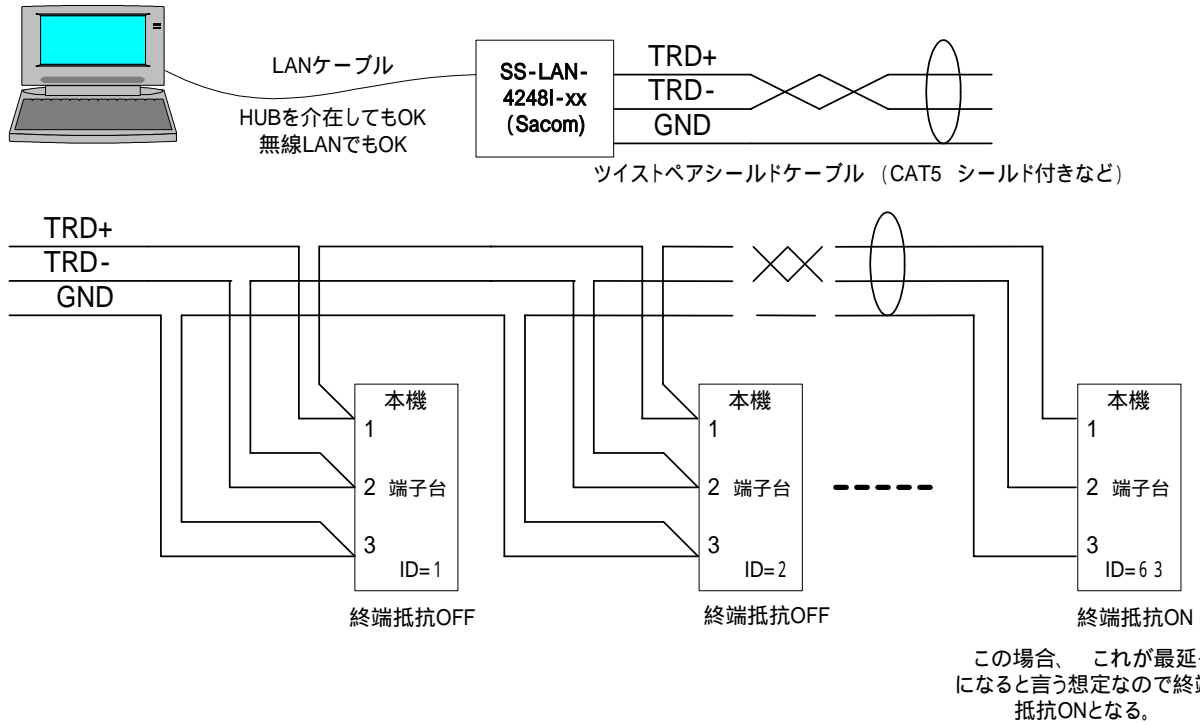 LANケーブル
HUBを介在してもOK
無線LANでもOK
SS-LAN-
4248I-xx
(Sacom)
TRD+
TRD-
GND
ツイストペアシールドケーブル (CAT5 シールド付きなど)
TRD+
TRD-
GND
本機
1
2 端子台
3
ID=1
終端抵抗OFF
本機
1
2 端子台
3
ID=2
終端抵抗OFF
本機
1
2 端子台
3
ID=63
終端抵抗ON
この場合、 これが最延
になると言う想定なので終
抵抗ONとなる。